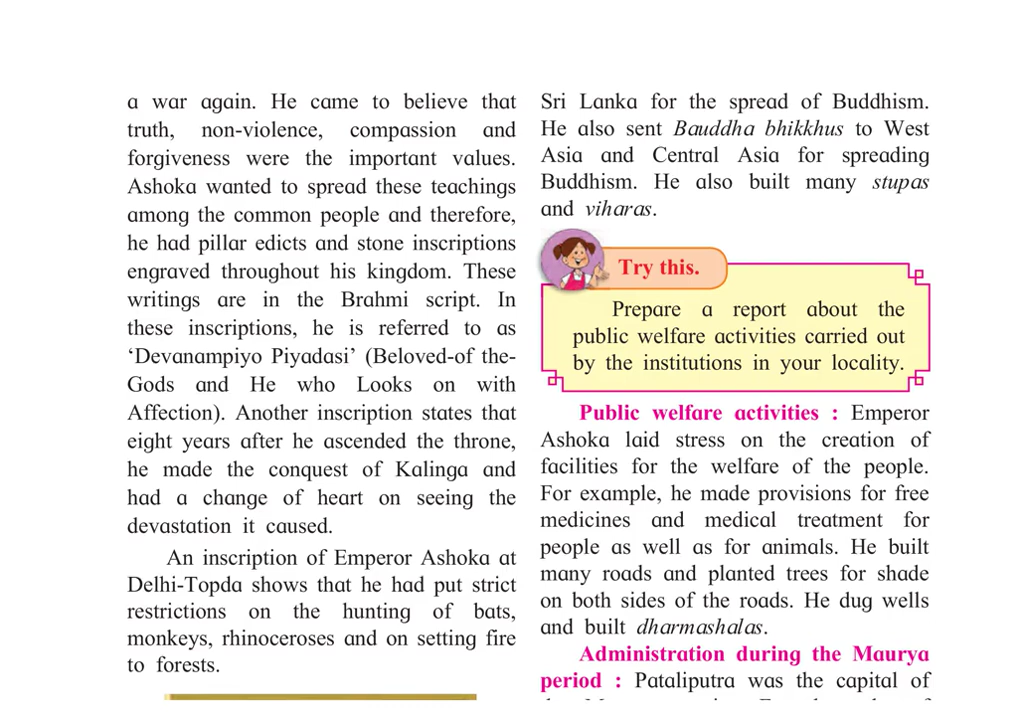 a war again. He came to believe that
truth, non-violence, compassion and
forgiveness were the important values.
Ashoka wanted to spread these teachings
among the common people and therefore,
he had pillar edicts and stone inscriptions
engraved throughout his kingdom. These
writings are in the Brahmi script. In
these inscriptions, he is referred to as
‘Devanampiyo Piyadasi’ (Beloved-of the-
Gods and He who Looks on with
Affection). Another inscription states that
eight years after he ascended the throne,
he made the conquest of Kalinga and
had a change of heart on seeing the
devastation it caused.
An inscription of Emperor Ashoka at
Delhi-Topda shows that he had put strict
restrictions on the hunting of bats,
monkeys, rhinoceroses and on setting fire
to forests.
Sri Lanka for the spread of Buddhism.
He also sent Bauddha bhikkhus to West
Asia and Central Asia for spreading
Buddhism. He also built many stupas
and viharas.
Try this.
Prepare a report about the
public welfare activities carried out
by the institutions in your locality.
Public welfare activities : Emperor
Ashoka laid stress on the creation of
facilities for the welfare of the people.
For example, he made provisions for free
medicines and medical treatment for
people as well as for animals. He built
many roads and planted trees for shade
on both sides of the roads. He dug wells
and built dharmashalas.
Administration during the Maurya
period : Pataliputra was the capital of